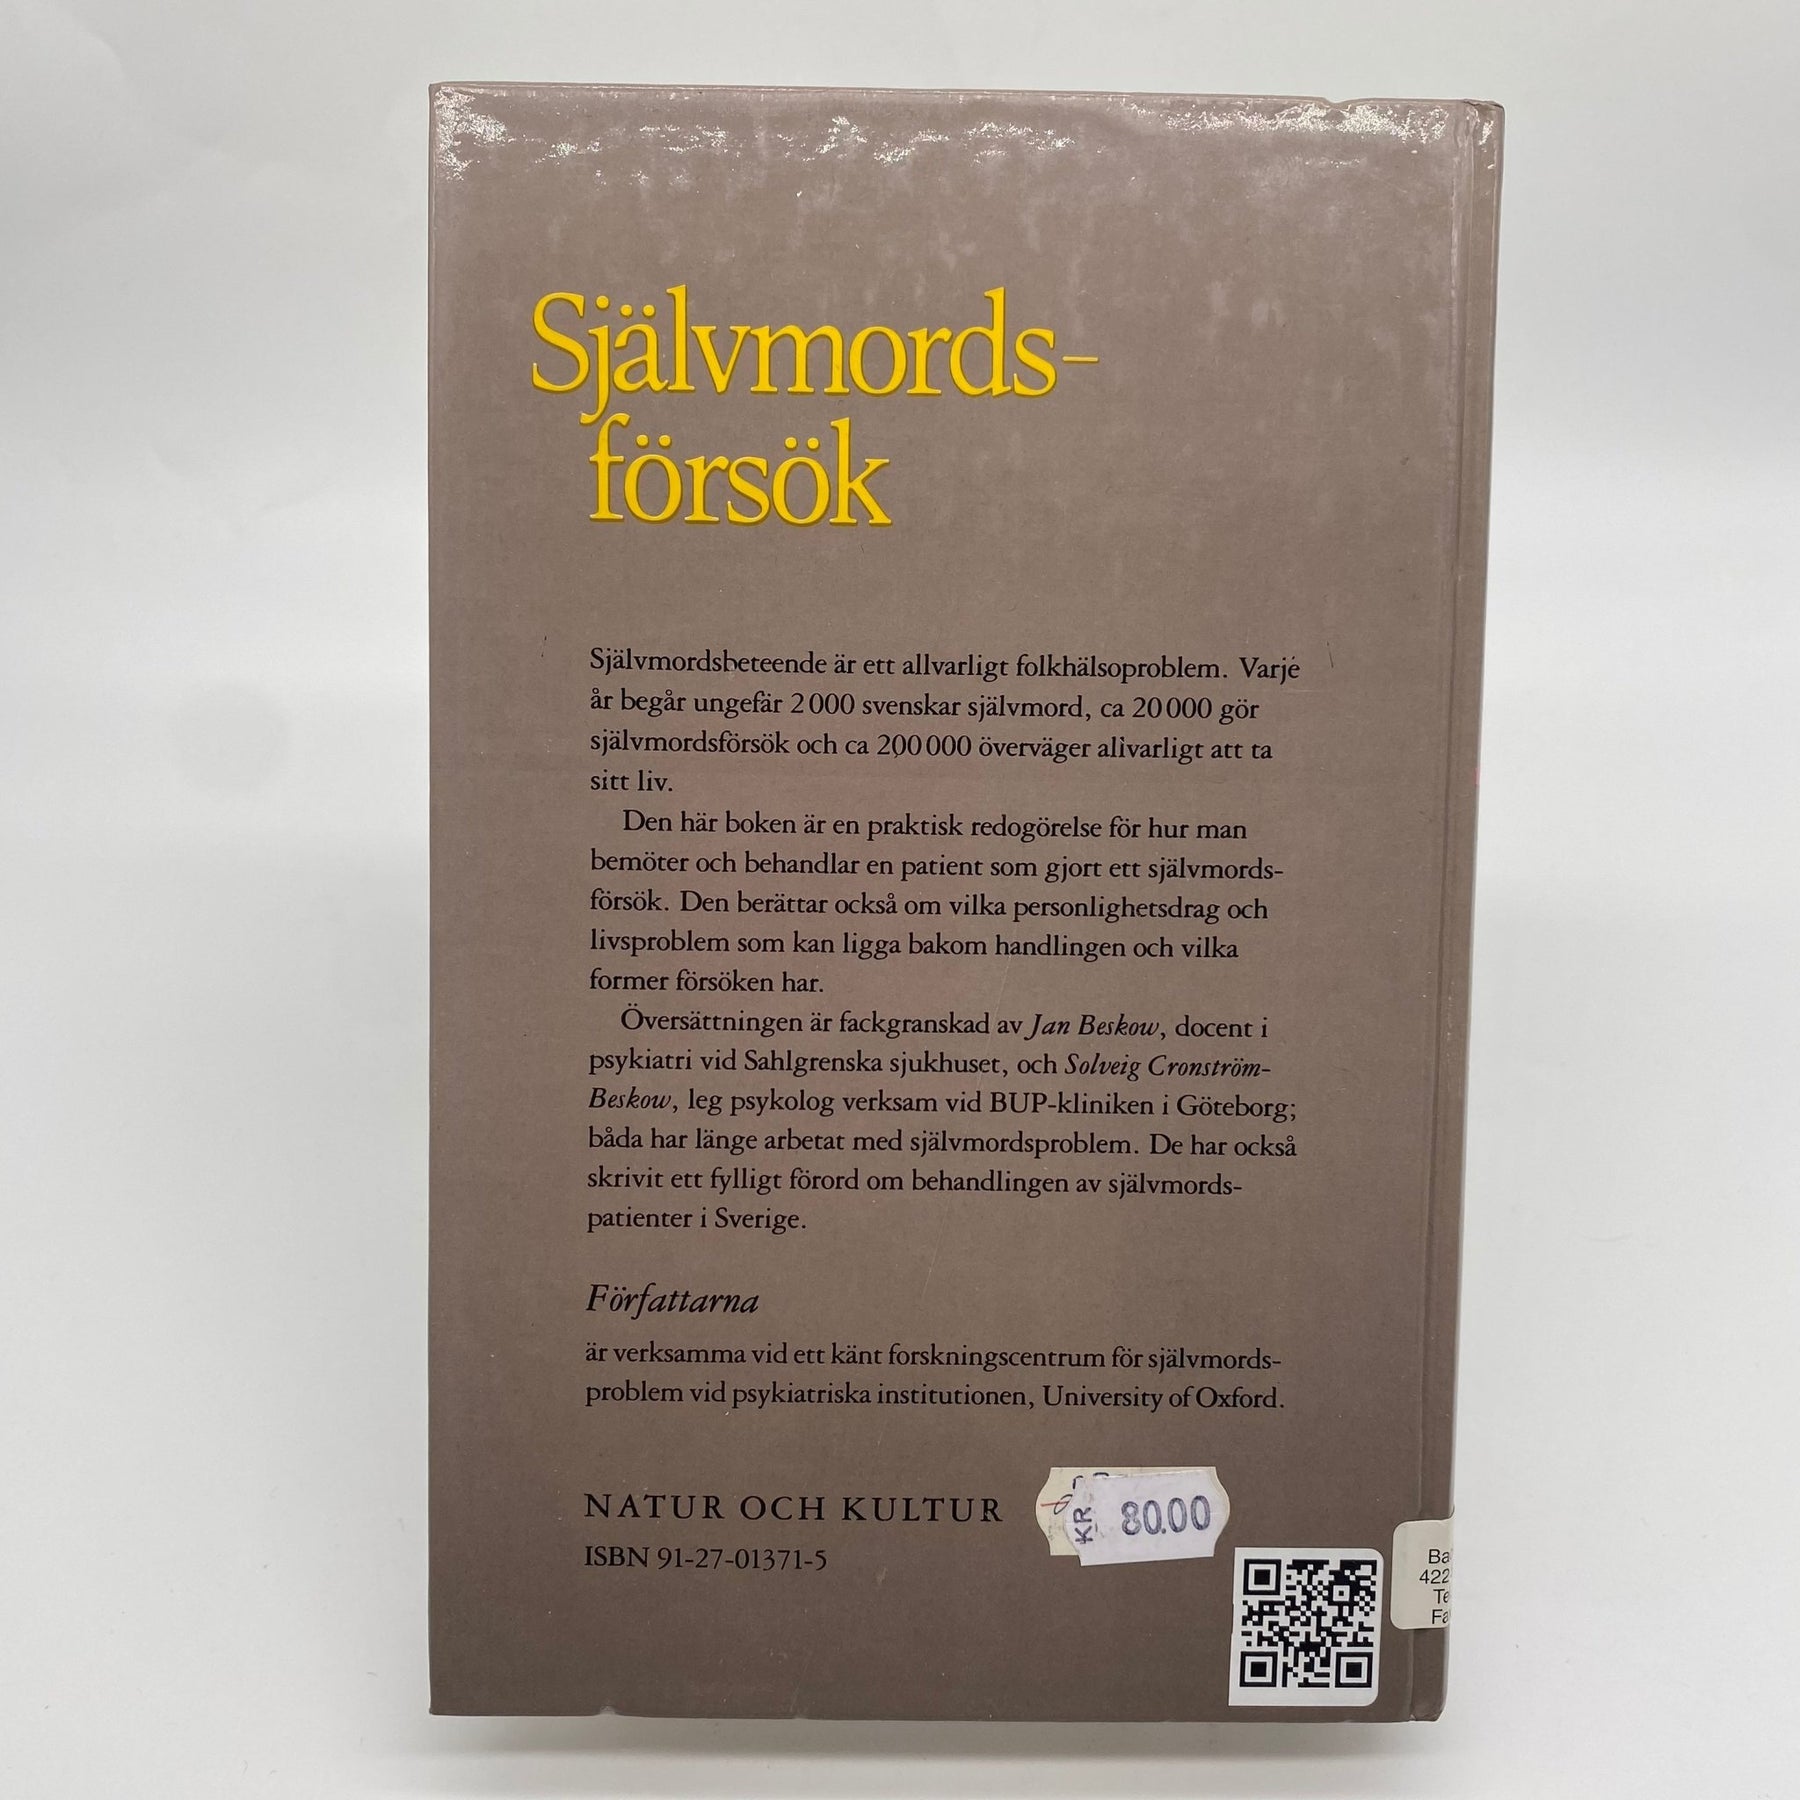 Självmords-
försök
Självmordsbeteende är ett allvarligt folkhälsoproblem. Varje
år begår ungefär 2 000 svenskar självmord, ca 20 000 gör
självmordsförsök och ca 200 000 överväger allvarligt att ta
sitt liv.
Den här boken är en praktisk redogörelse för hur man
bemöter och behandlar en patient som gjort ett självmords-
försök. Den berättar också om vilka personlighetsdrag och
livsproblem som kan ligga bakom handlingen och vilka
former försöken har.
Översättningen är fackgranskad av Jan Beskow, docent i
psykiatri vid Sahlgrenska sjukhuset, och Solveig Cronström-
Beskow, leg psykolog verksam vid BUP-kliniken i Göteborg;
båda har länge arbetat med självmordsproblem. De har också
skrivit ett fylligt förord om behandlingen av självmords-
patienter i Sverige.
Författarna
är verksamma vid ett känt forskningscentrum för självmords-
problem vid psykiatriska institutionen, University of Oxford.
NATUR OCH KULTUR
KR 80.00
ISBN 91-27-01371-5
Ba
422
Te
Fa